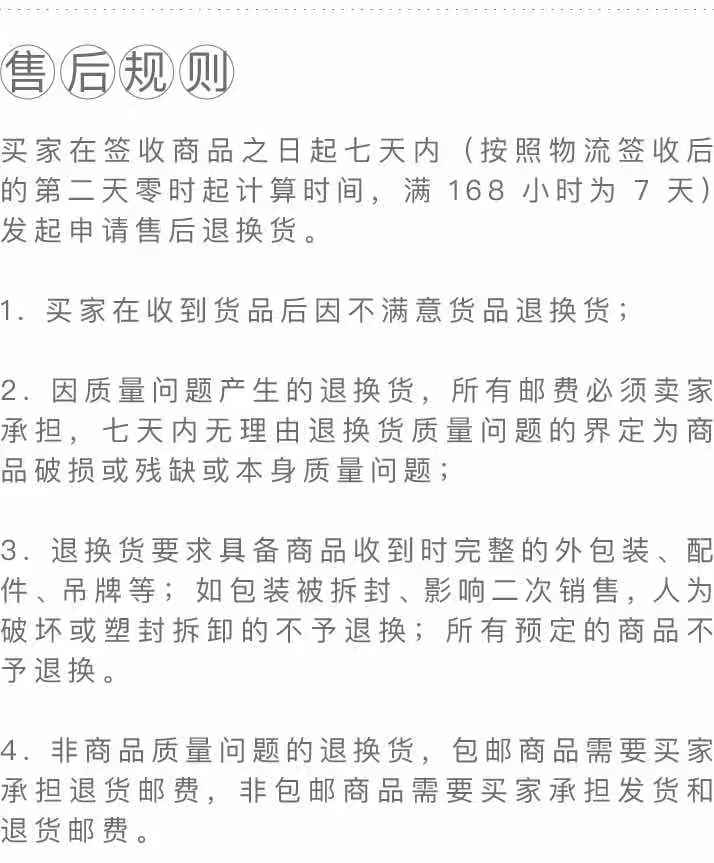 售后规则
买家在签收商品之日起七天内（按照物流签收后
的第二天零时起计算时间，满 168 小时为 7 天）
发起申请售后退换货。
1. 买家在收到货品后因不满意货品退换货；
2. 因质量问题产生的退换货，所有邮费必须卖家
承担，七天内无理由退换货质量问题的界定为商
品破损或残缺或本身质量问题；
3. 退换货要求具备商品收到时完整的外包装、配
件、吊牌等；如包装被拆封、影响二次销售，人为
破坏或塑封拆卸的不予退换；所有预定的商品不
予退换。
4. 非商品质量问题的退换货，包邮商品需要买家
承担退货邮费，非包邮商品需要买家承担发货和
退货邮费。